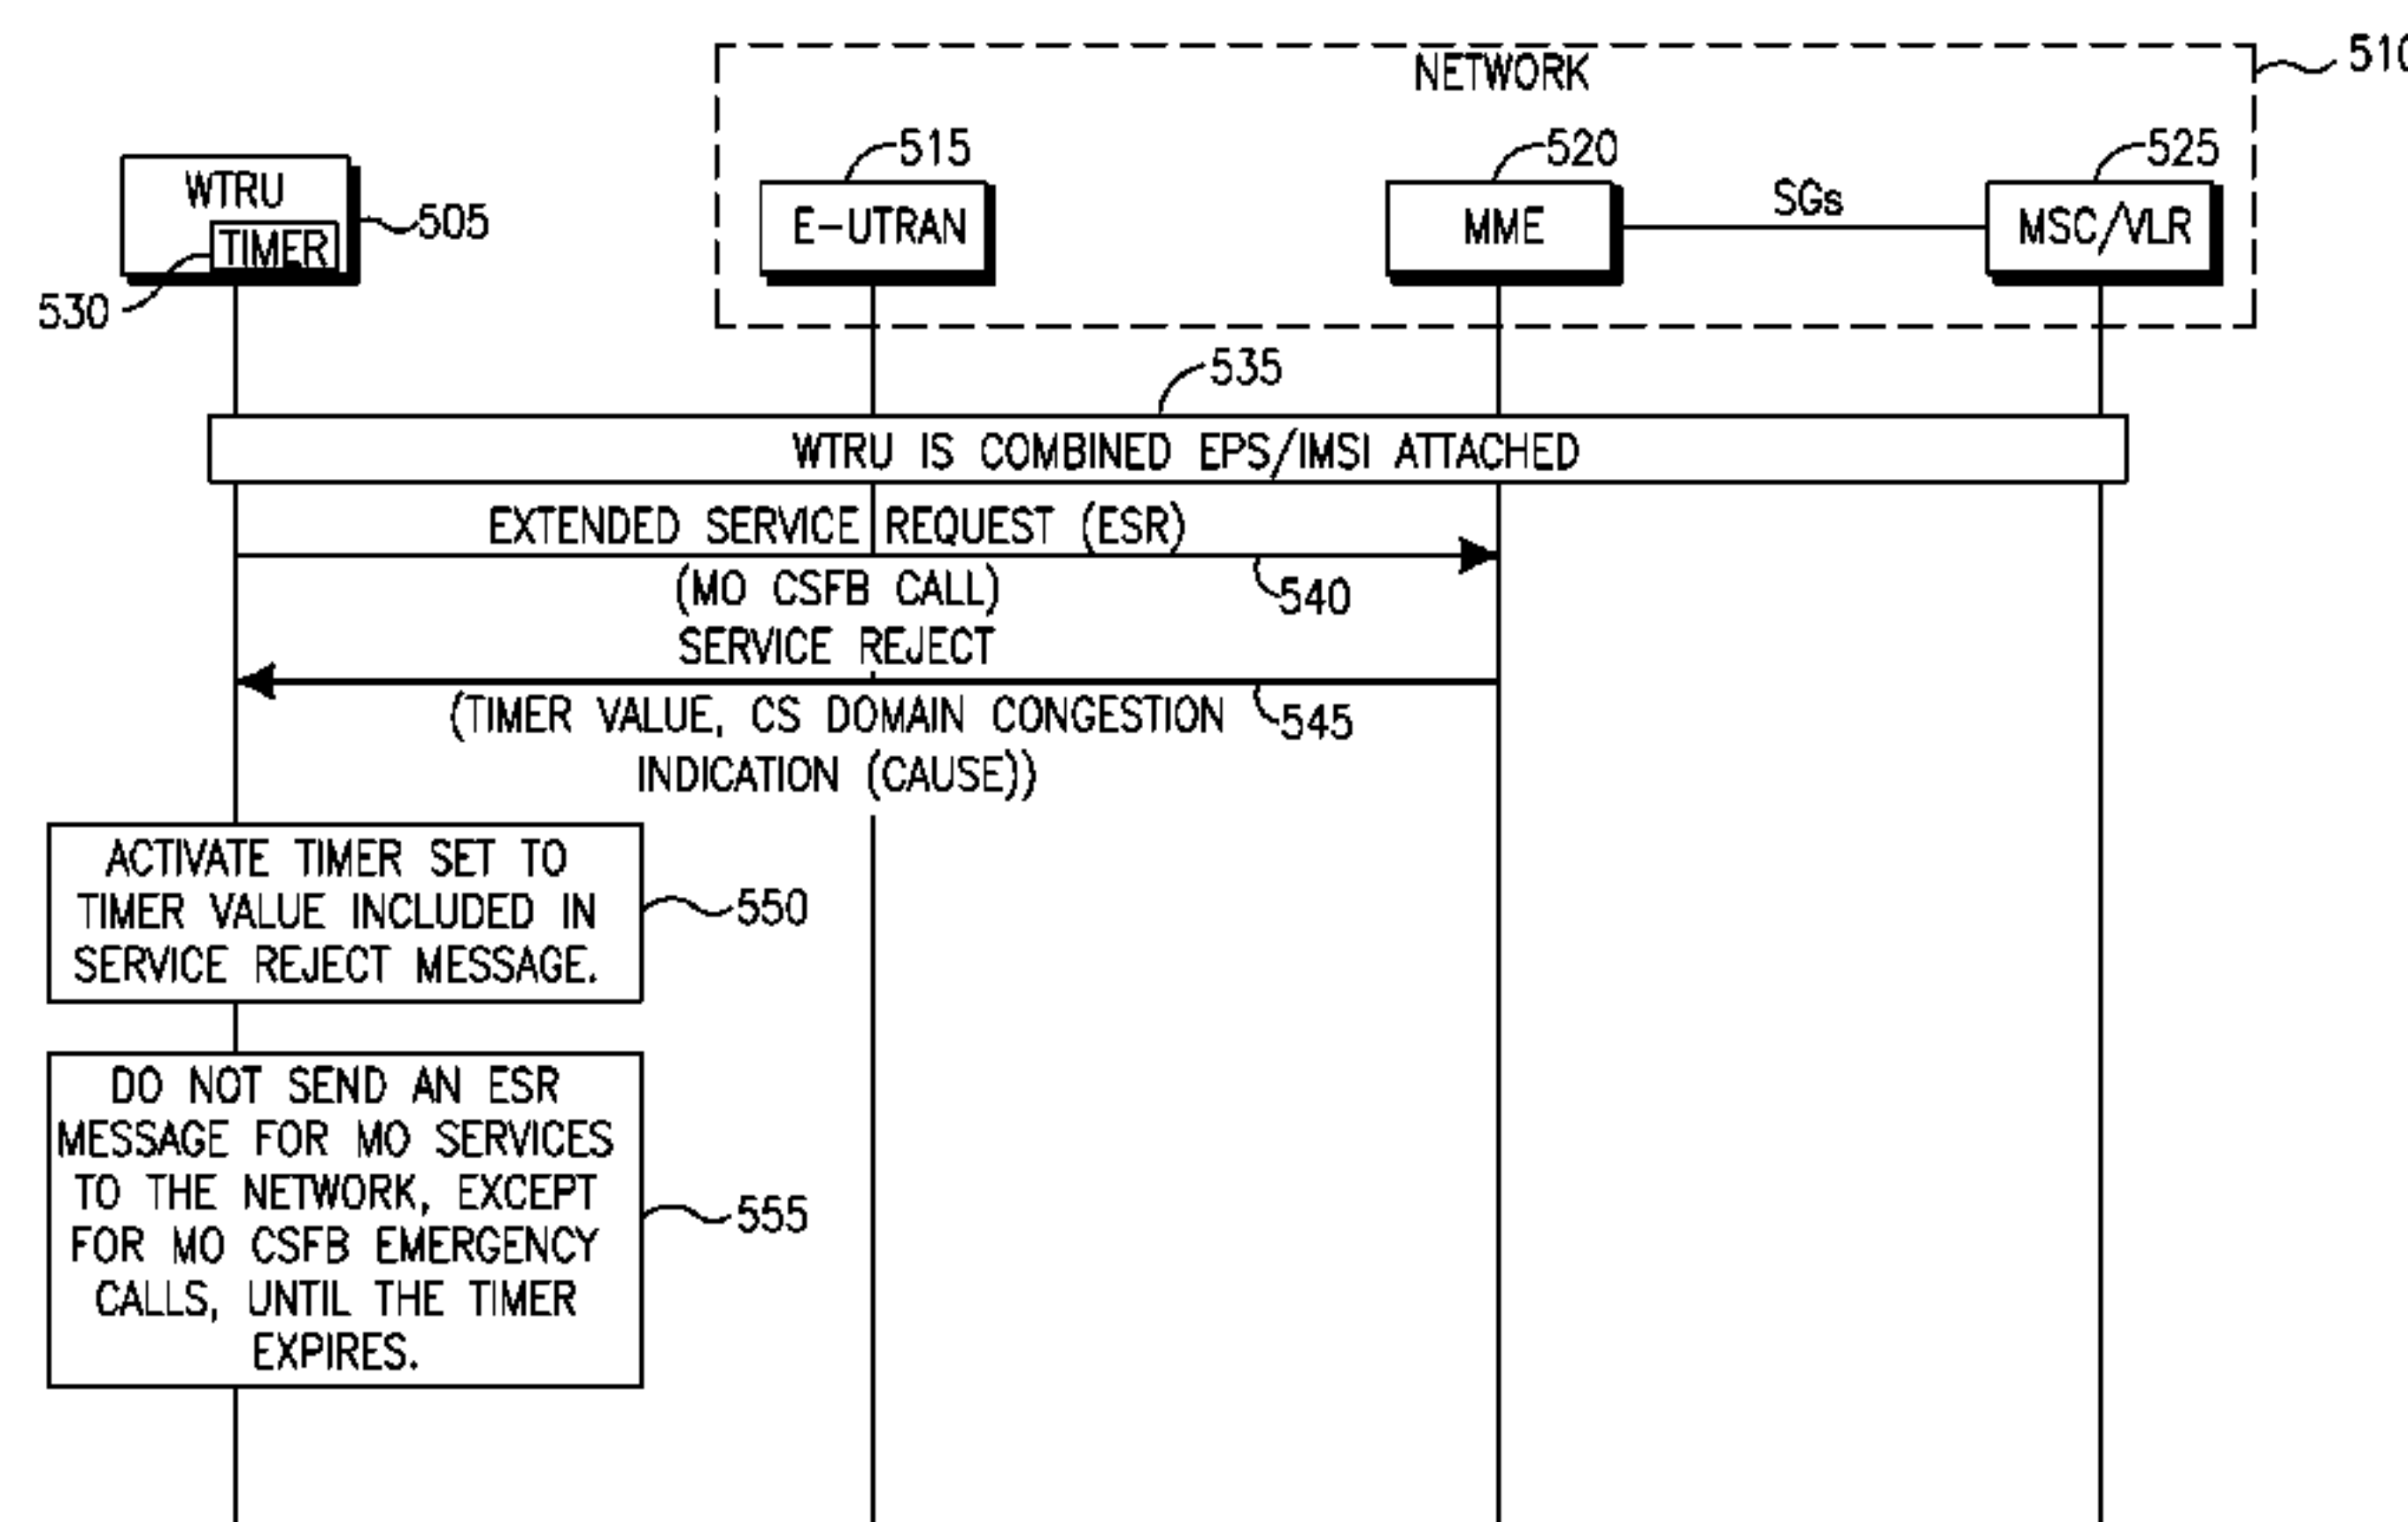 NETWORK
510
515
520
525
WTRU
505
TIMER
530
E-UTRAN
MME
SGs
MSC/VLR
535
WTRU IS COMBINED EPS/IMSI ATTACHED
EXTENDED SERVICE REQUEST (ESR)
(MO CSFB CALL)
540
SERVICE REJECT
(TIMER VALUE, CS DOMAIN CONGESTION
545
INDICATION (CAUSE))
ACTIVATE TIMER SET TO
TIMER VALUE INCLUDED IN
SERVICE REJECT MESSAGE.
550
DO NOT SEND AN ESR
MESSAGE FOR MO SERVICES
TO THE NETWORK, EXCEPT
FOR MO CSFB EMERGENCY
CALLS, UNTIL THE TIMER
EXPIRES.
555